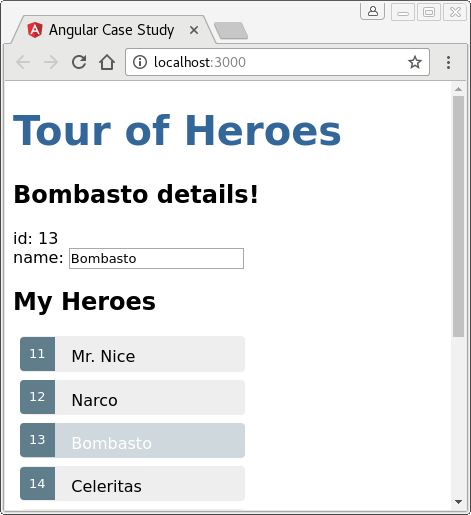 Angular Case Study
localhost:3000
Tour of Heroes
Bombasto details!
id: 13
name: Bombasto
My Heroes
11 Mr. Nice
12 Narco
13 Bombasto
14 Celeritas